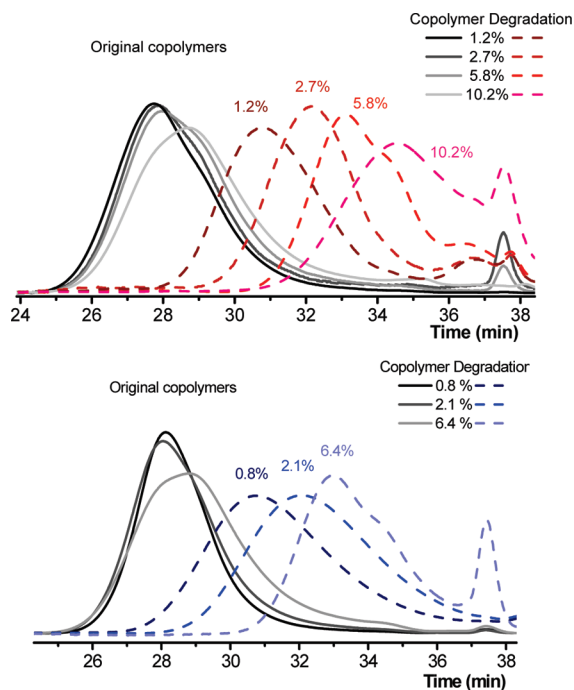 Copolymer Degradation
Original copolymers
1.2%
2.7%
5.8%
10.2%
2.7%
5.8%
1.2%
10.2%
24 26 28 30 32 34 36 38
Time (min)
Copolymer Degradation
Original copolymers
0.8 %
2.1 %
6.4 %
6.4%
2.1%
0.8%
26 28 30 32 34 36 38
Time (min)